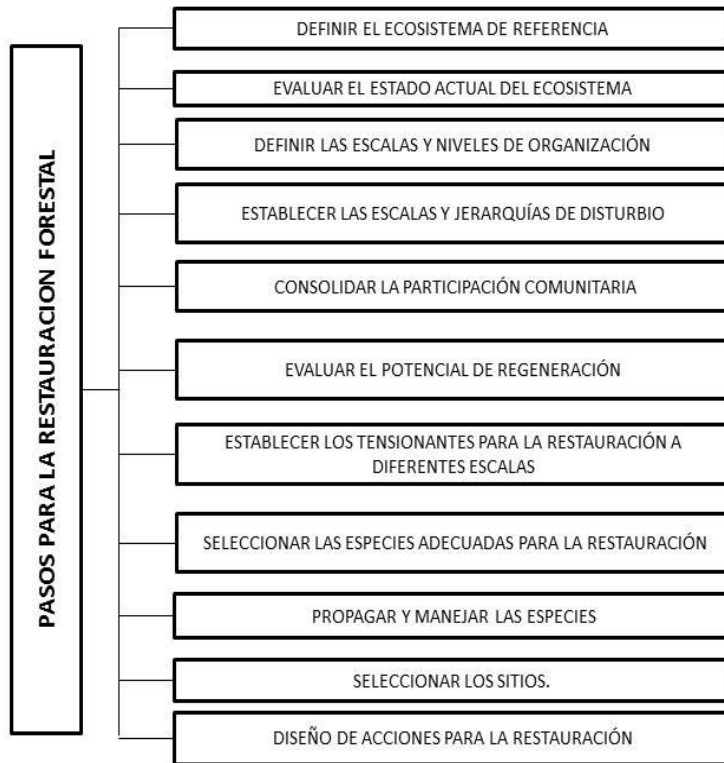 PASOS PARA LA RESTAURACION FORESTAL
DEFINIR EL ECOSISTEMA DE REFERENCIA
EVALUAR EL ESTADO ACTUAL DEL ECOSISTEMA
DEFINIR LAS ESCALAS Y NIVELES DE ORGANIZACIÓN
ESTABLECER LAS ESCALAS Y JERARQUÍAS DE DISTURBIO
CONSOLIDAR LA PARTICIPACIÓN COMUNITARIA
EVALUAR EL POTENCIAL DE REGENERACIÓN
ESTABLECER LOS TENSIONANTES PARA LA RESTAURACIÓN A
DIFERENTES ESCALAS
SELECCIONAR LAS ESPECIES ADECUADAS PARA LA RESTAURACIÓN
PROPAGAR Y MANEJAR LAS ESPECIES
SELECCIONAR LOS SITIOS.
DISEÑO DE ACCIONES PARA LA RESTAURACIÓN